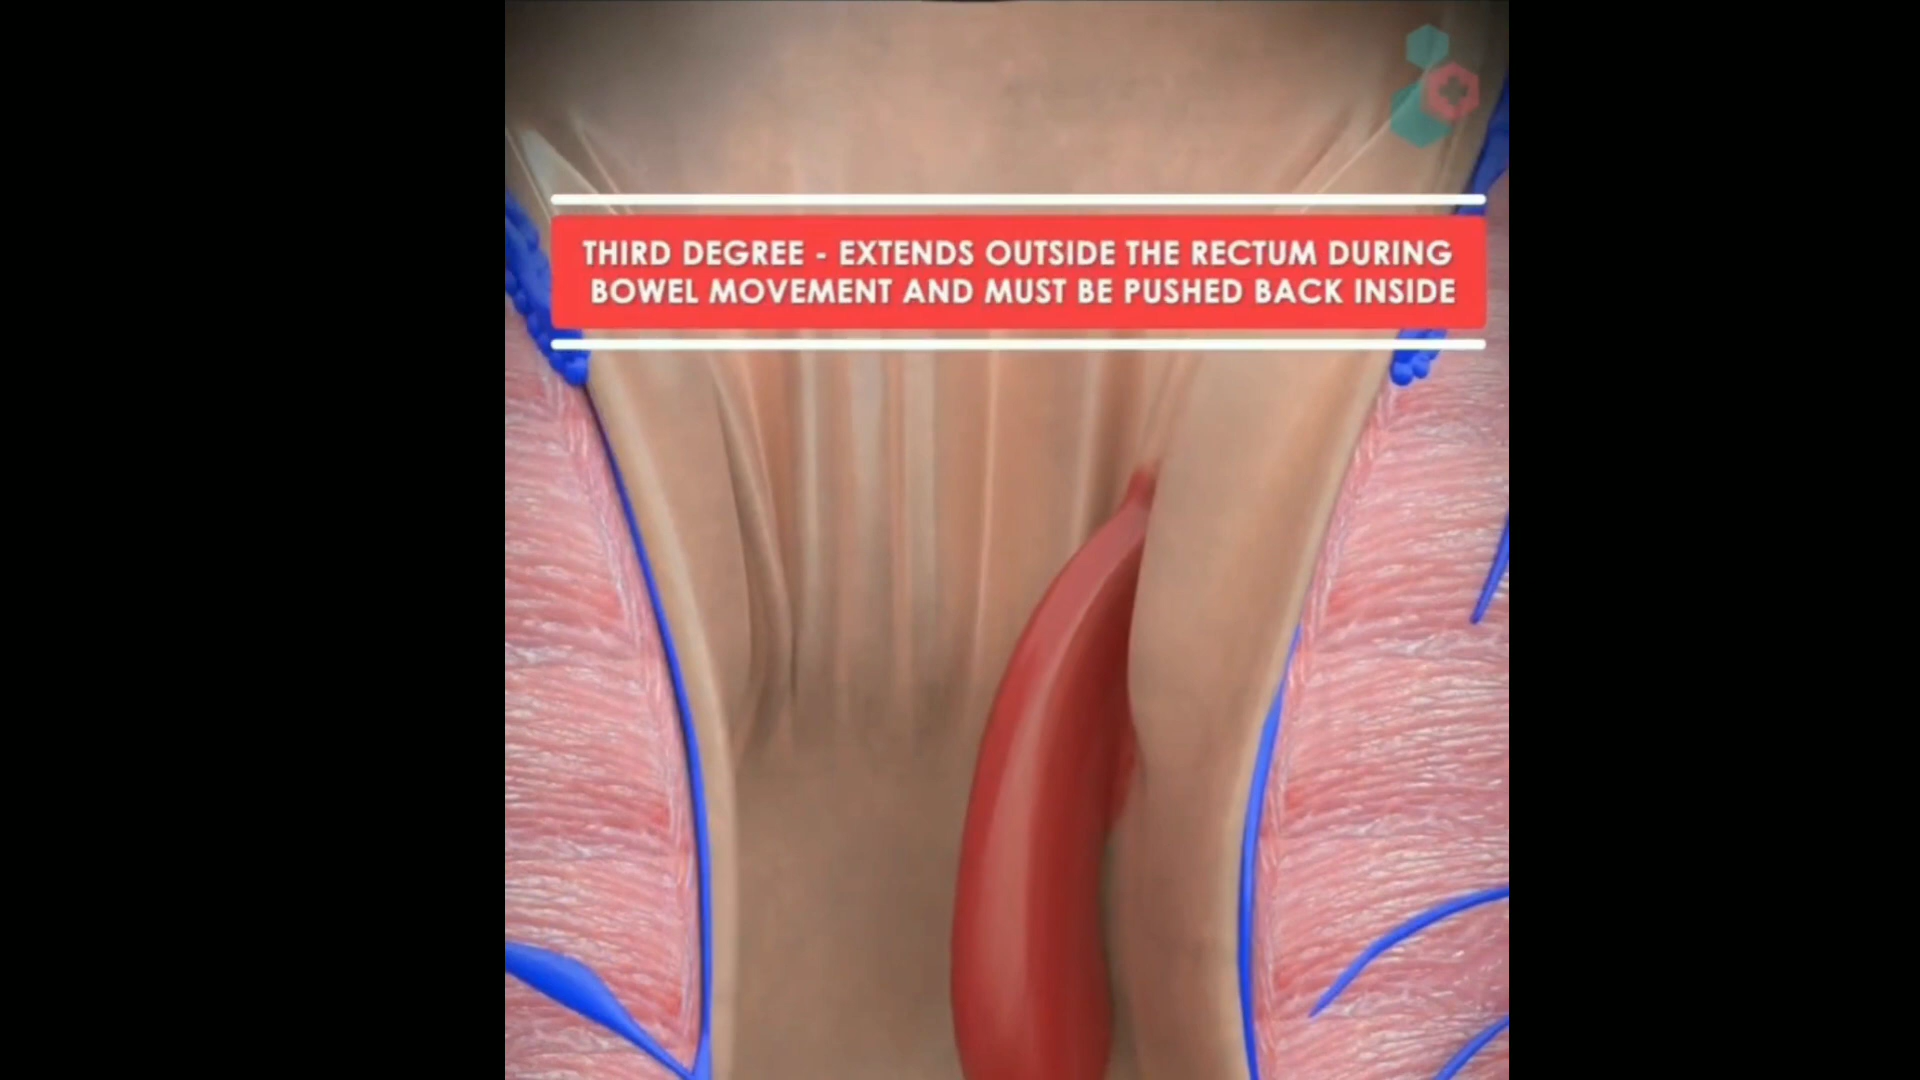 THIRD DEGREE - EXTENDS OUTSIDE THE RECTUM DURING
BOWEL MOVEMENT AND MUST BE PUSHED BACK INSIDE